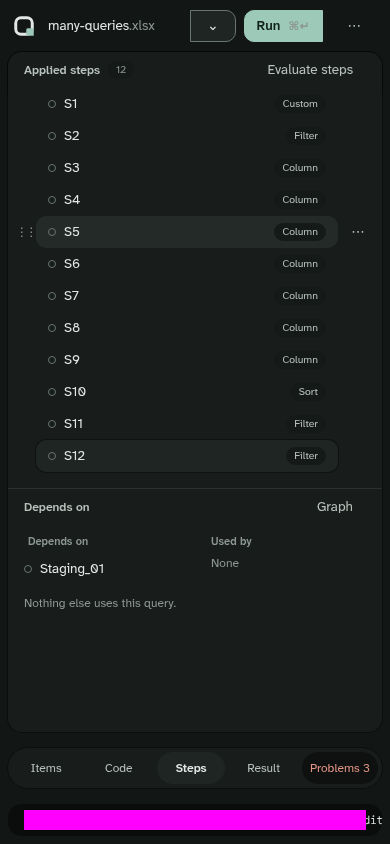 many-queries.xlsx
Run ⌘↵
Applied steps 12 Evaluate steps
S1 Custom
S2 Filter
S3 Column
S4 Column
S5 Column
S6 Column
S7 Column
S8 Column
S9 Column
S10 Sort
S11 Filter
S12 Filter
Depends on Graph
Depends on Used by
Staging_01 None
Nothing else uses this query.
Items Code Steps Result Problems 3